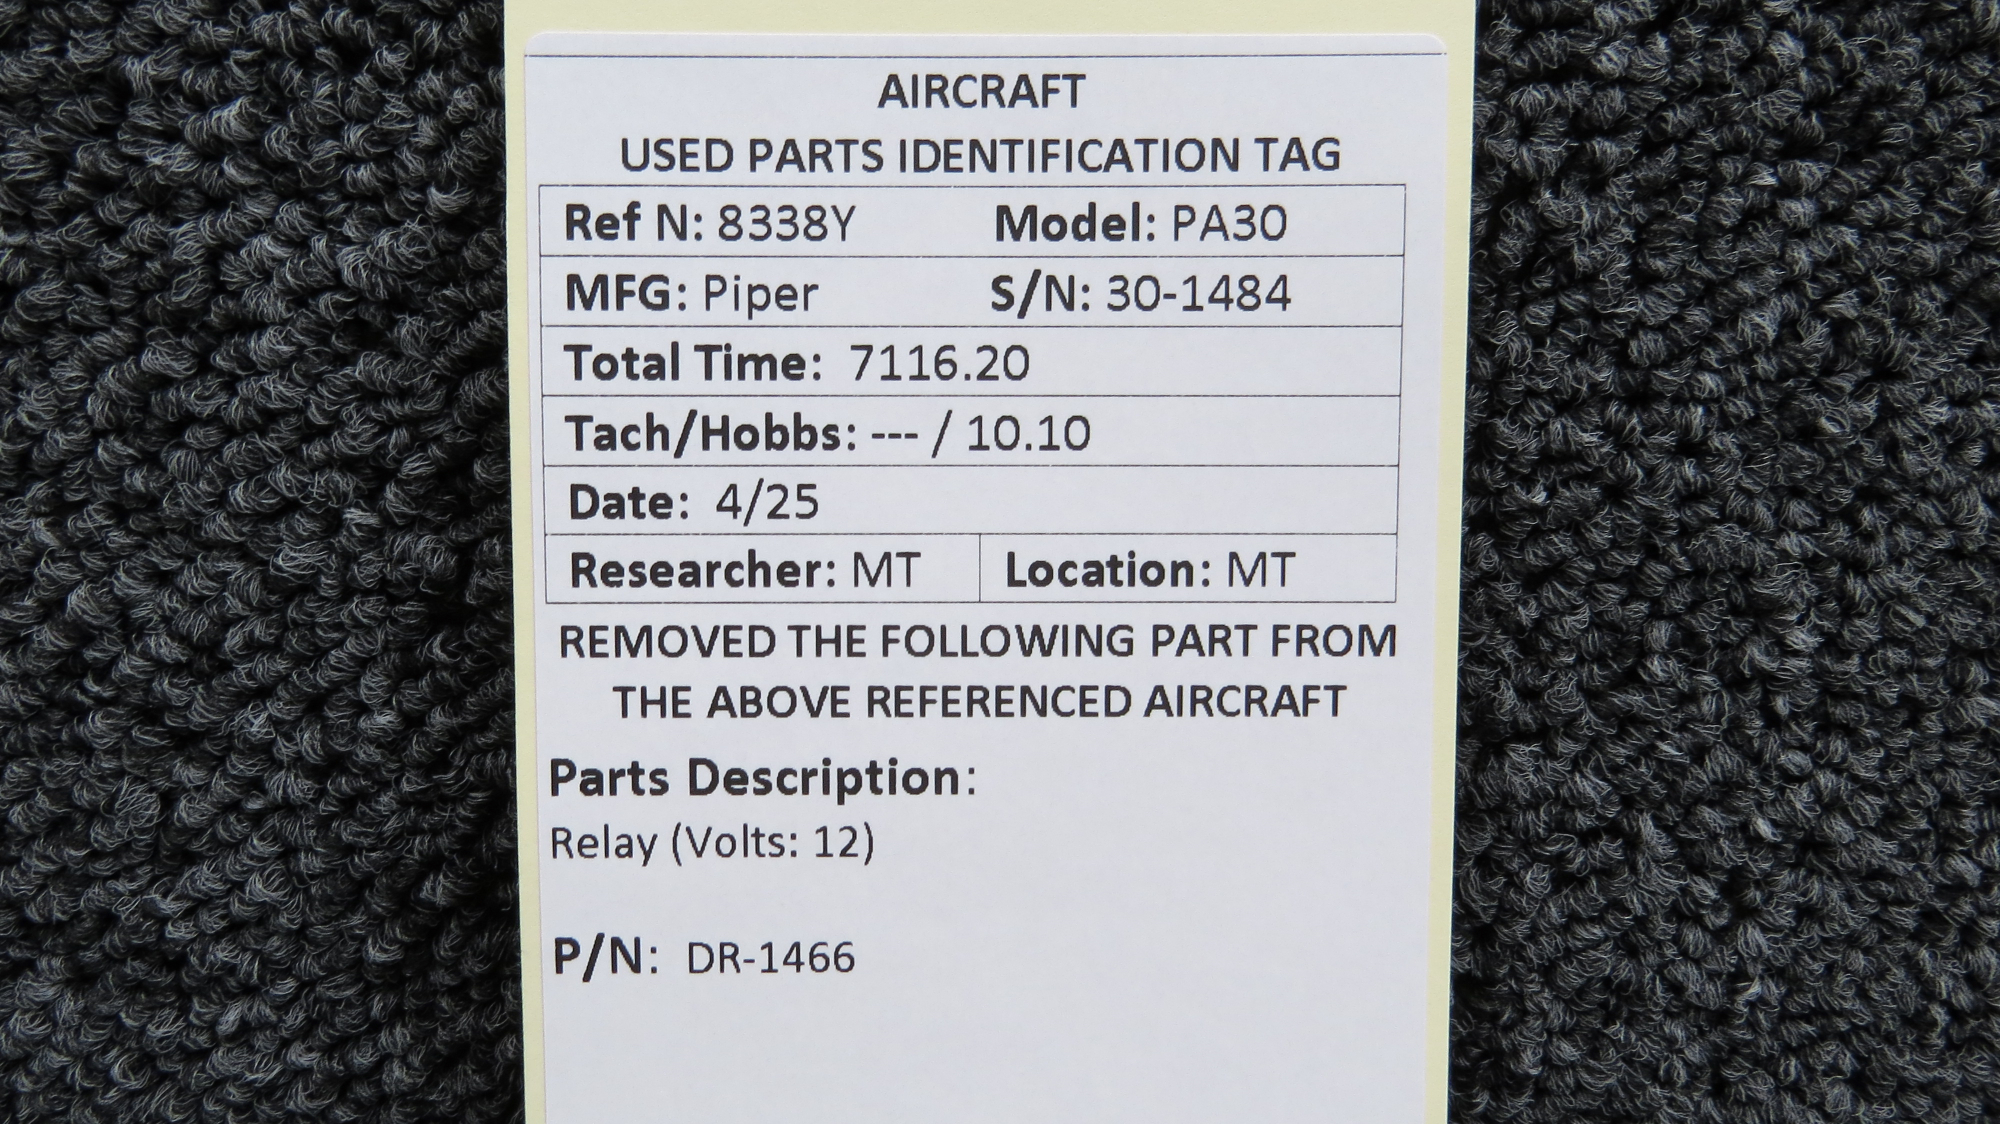 AIRCRAFT
USED PARTS IDENTIFICATION TAG
Ref N: 8338Y Model: PA30
MFG: Piper S/N: 30-1484
Total Time: 7116.20
Tach/Hobbs: --- / 10.10
Date: 4/25
Researcher: MT Location: MT
REMOVED THE FOLLOWING PART FROM
THE ABOVE REFERENCED AIRCRAFT
Parts Description:
Relay (Volts: 12)
P/N: DR-1466